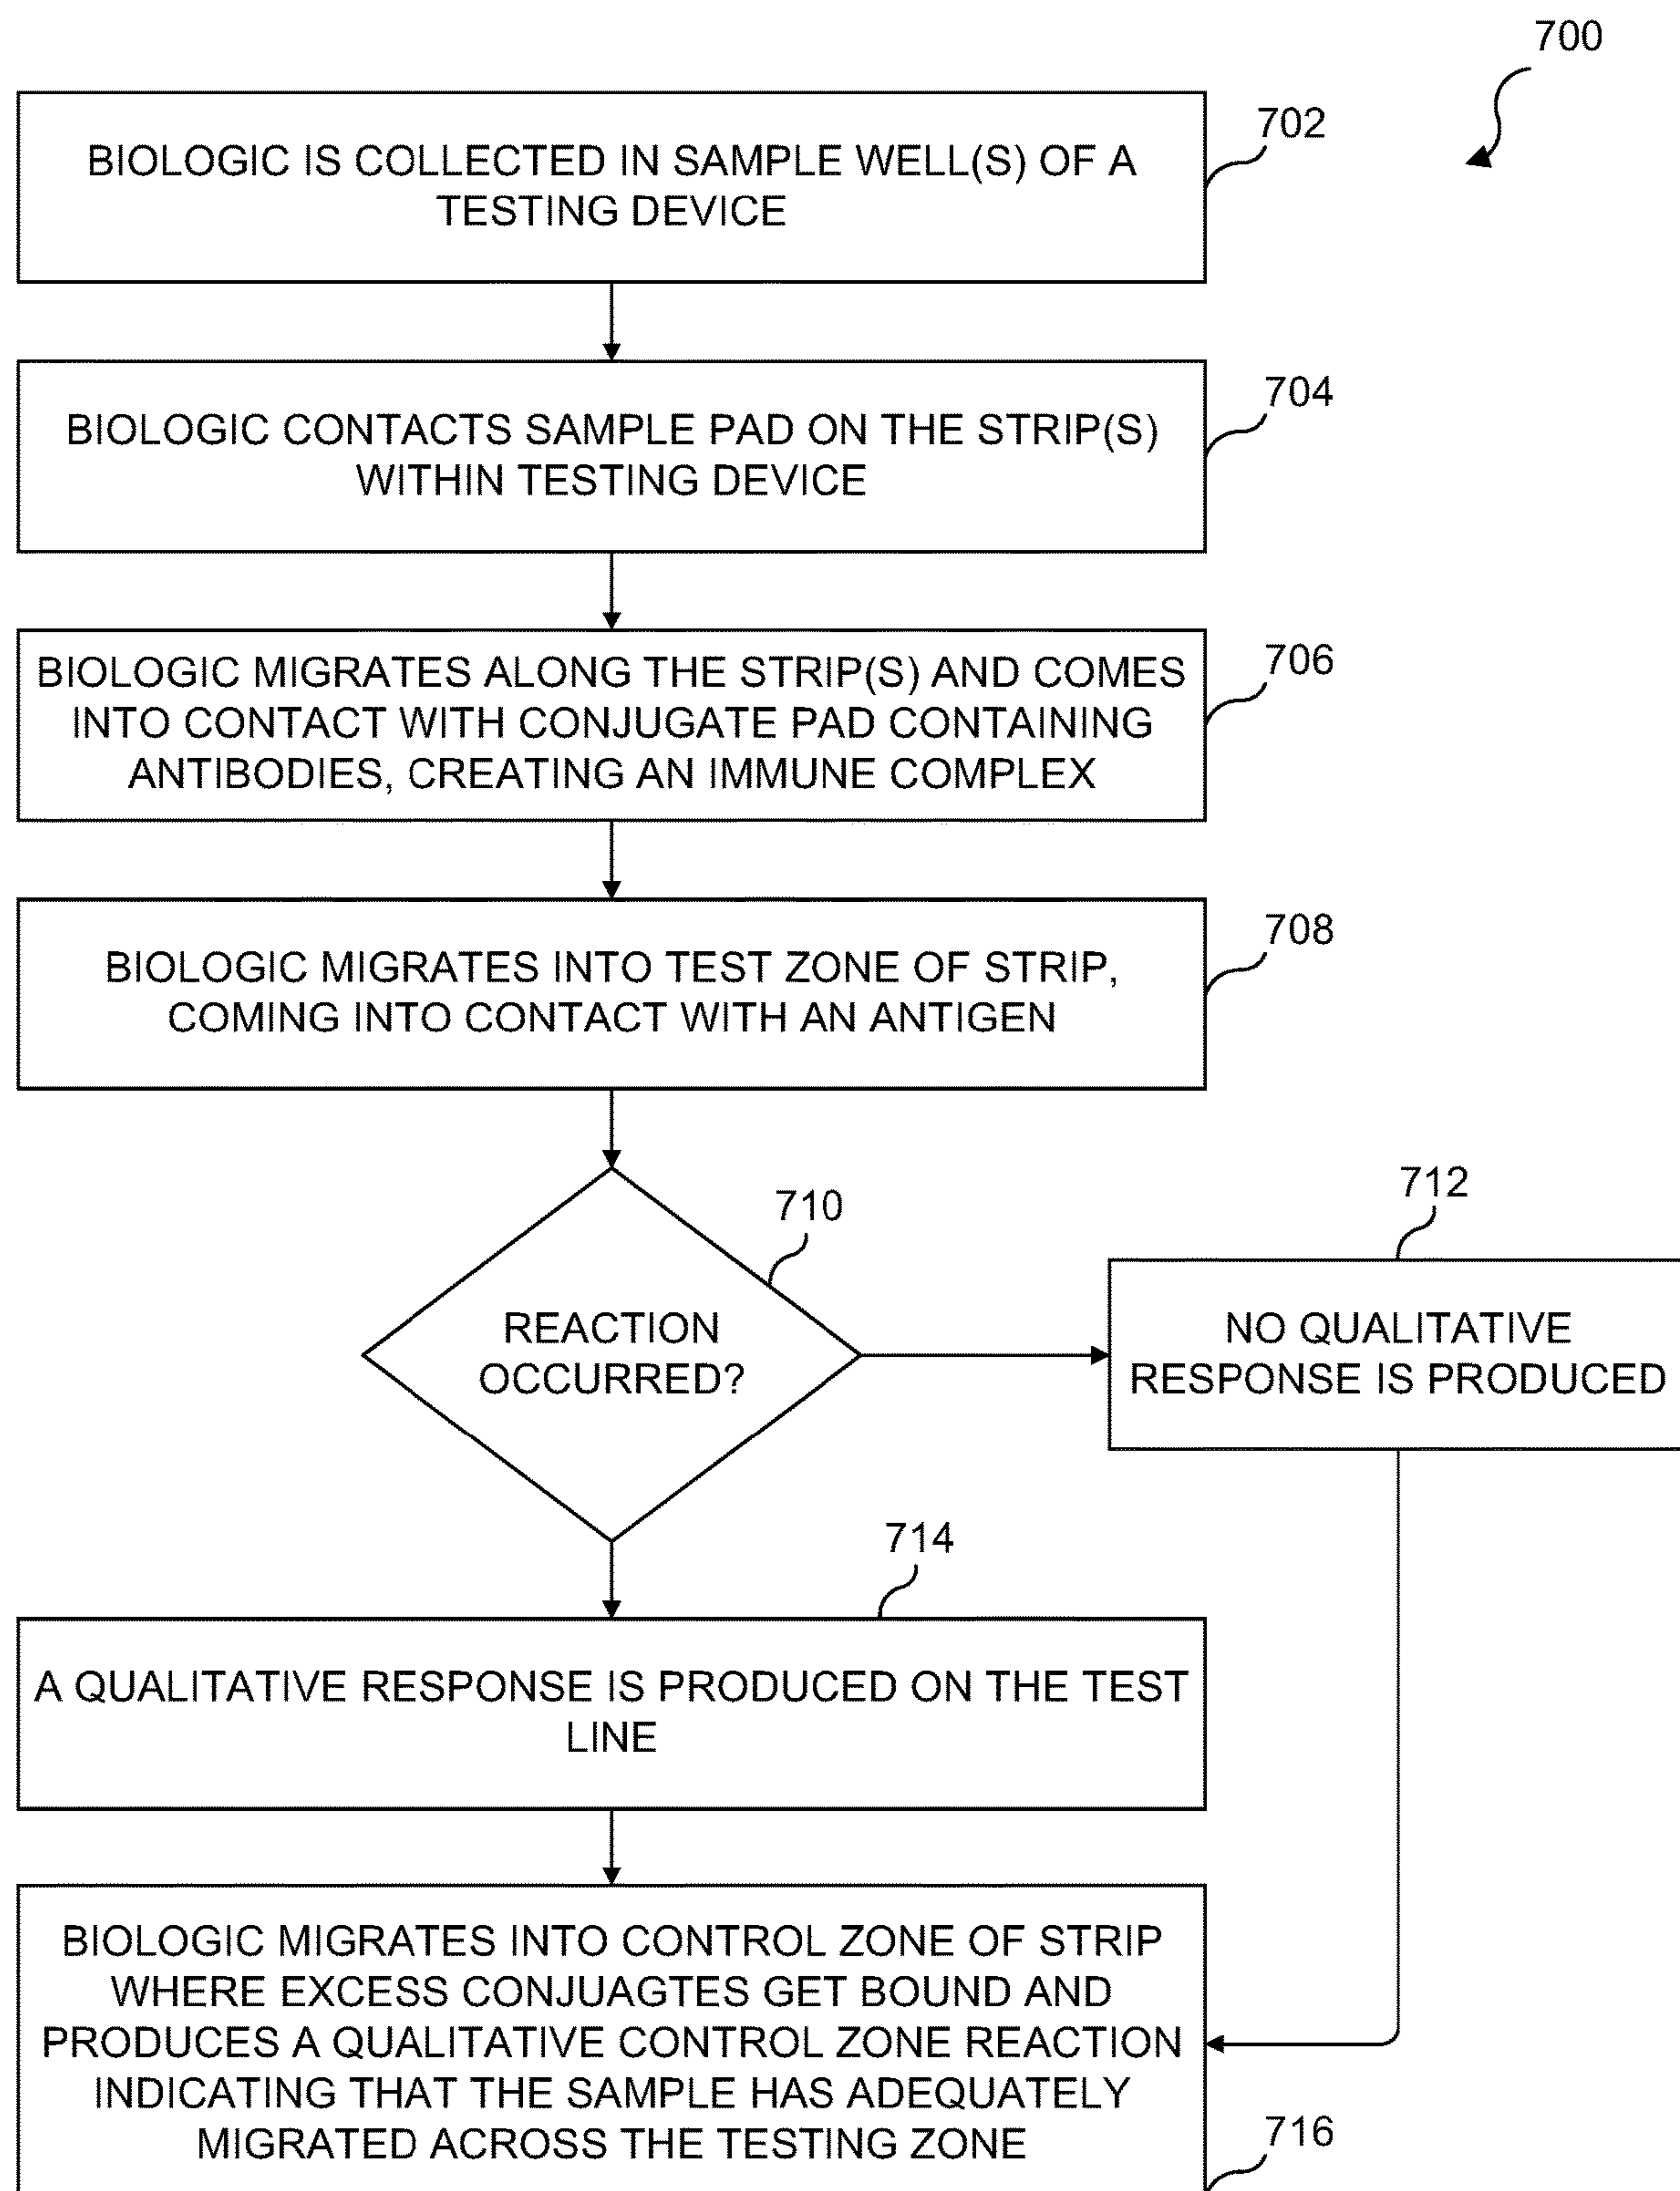 700
702
BIOLOGIC IS COLLECTED IN SAMPLE WELL(S) OF A
TESTING DEVICE
704
BIOLOGIC CONTACTS SAMPLE PAD ON THE STRIP(S)
WITHIN TESTING DEVICE
706
BIOLOGIC MIGRATES ALONG THE STRIP(S) AND COMES
INTO CONTACT WITH CONJUGATE PAD CONTAINING
ANTIBODIES, CREATING AN IMMUNE COMPLEX
708
BIOLOGIC MIGRATES INTO TEST ZONE OF STRIP,
COMING INTO CONTACT WITH AN ANTIGEN
710
REACTION
OCCURRED?
712
NO QUALITATIVE
RESPONSE IS PRODUCED
714
A QUALITATIVE RESPONSE IS PRODUCED ON THE TEST
LINE
BIOLOGIC MIGRATES INTO CONTROL ZONE OF STRIP
WHERE EXCESS CONJUAGTES GET BOUND AND
PRODUCES A QUALITATIVE CONTROL ZONE REACTION
INDICATING THAT THE SAMPLE HAS ADEQUATELY
MIGRATED ACROSS THE TESTING ZONE
716